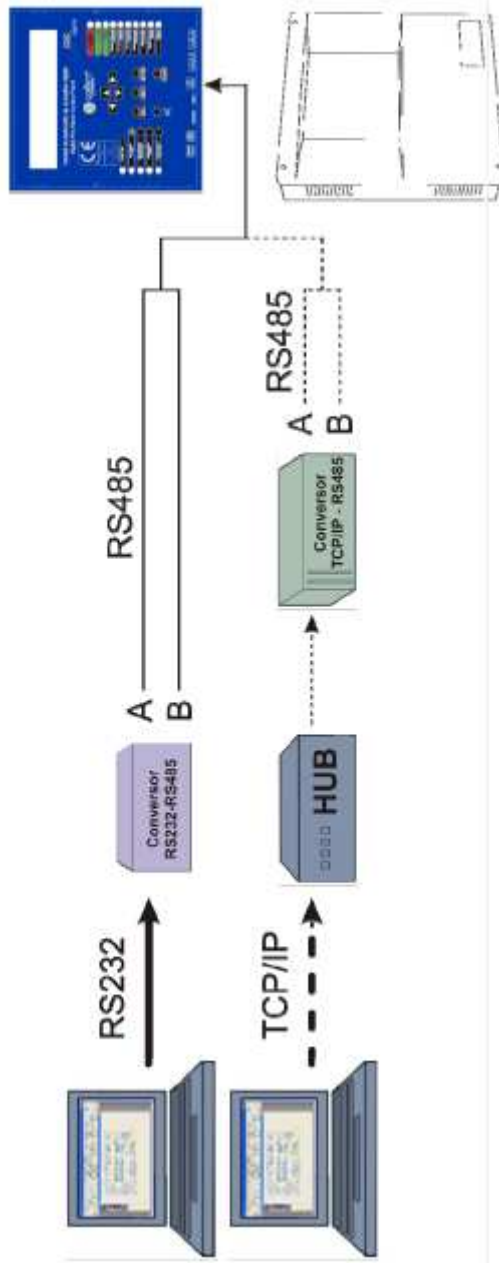 RS232
Conversor
RS232-RS485
A
B
RS485
TCP/IP
HUB
Conversor
TCP/IP - RS485
A
B
RS485
CE